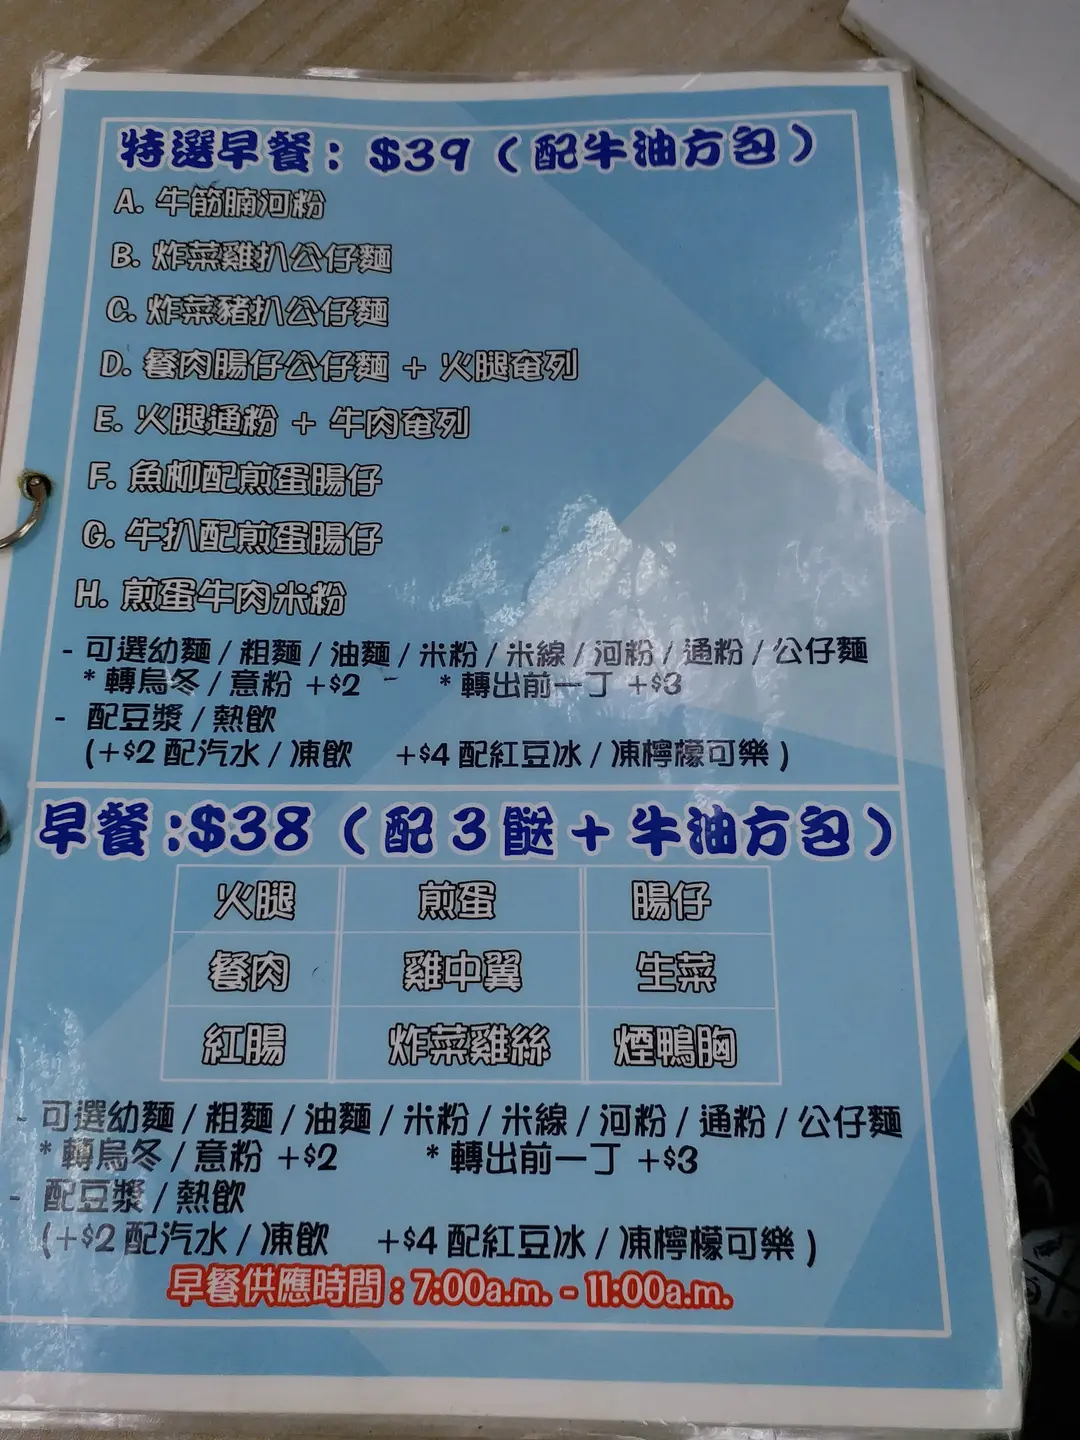 特選早餐: $39 (配牛油方包)
A. 牛筋腩河粉
B. 炸菜雞扒公仔麵
C. 炸菜豬扒公仔麵
D. 餐肉腸仔公仔麵 + 火腿奄列
E. 火腿通粉 + 牛肉奄列
F. 魚柳配煎蛋腸仔
G. 牛扒配煎蛋腸仔
H. 煎蛋牛肉米粉
- 可選幼麵 / 粗麵 / 油麵 / 米粉 / 米線 / 河粉 / 通粉 / 公仔麵
* 轉烏冬 / 意粉 +$2 * 轉出前一丁 +$3
- 配豆漿 / 熱飲
(+$2 配汽水 / 凍飲 +$4 配紅豆冰 / 凍檸檬可樂 )
早餐:$38 (配3餸+牛油方包)
火腿 煎蛋 腸仔
餐肉 雞中翼 生菜
紅腸 炸菜雞絲 煙鴨胸
- 可選幼麵 / 粗麵 / 油麵 / 米粉 / 米線 / 河粉 / 通粉 / 公仔麵
* 轉烏冬 / 意粉 +$2 * 轉出前一丁 +$3
- 配豆漿 / 熱飲
(+$2 配汽水 / 凍飲 +$4 配紅豆冰 / 凍檸檬可樂 )
早餐供應時間 : 7:00a.m. - 11:00a.m.